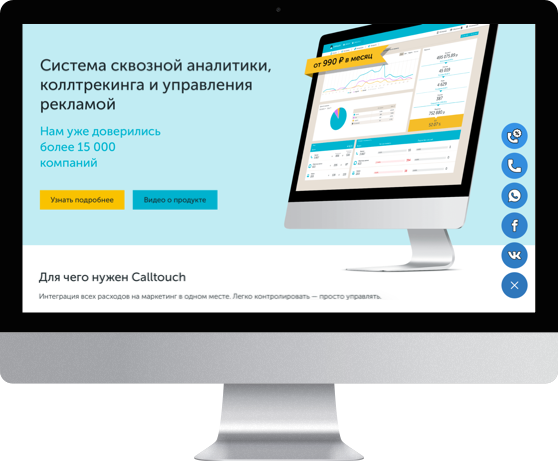 Система сквозной аналитики,
коллтрекинга и управления
рекламой
Нам уже доверились
более 15 000
компаний
Узнать подробнее
Видео о продукте
от 990 ₽ в месяц
Для чего нужен Calltouch
Интеграция всех расходов на маркетинг в одном месте. Легко контролировать — просто управлять.